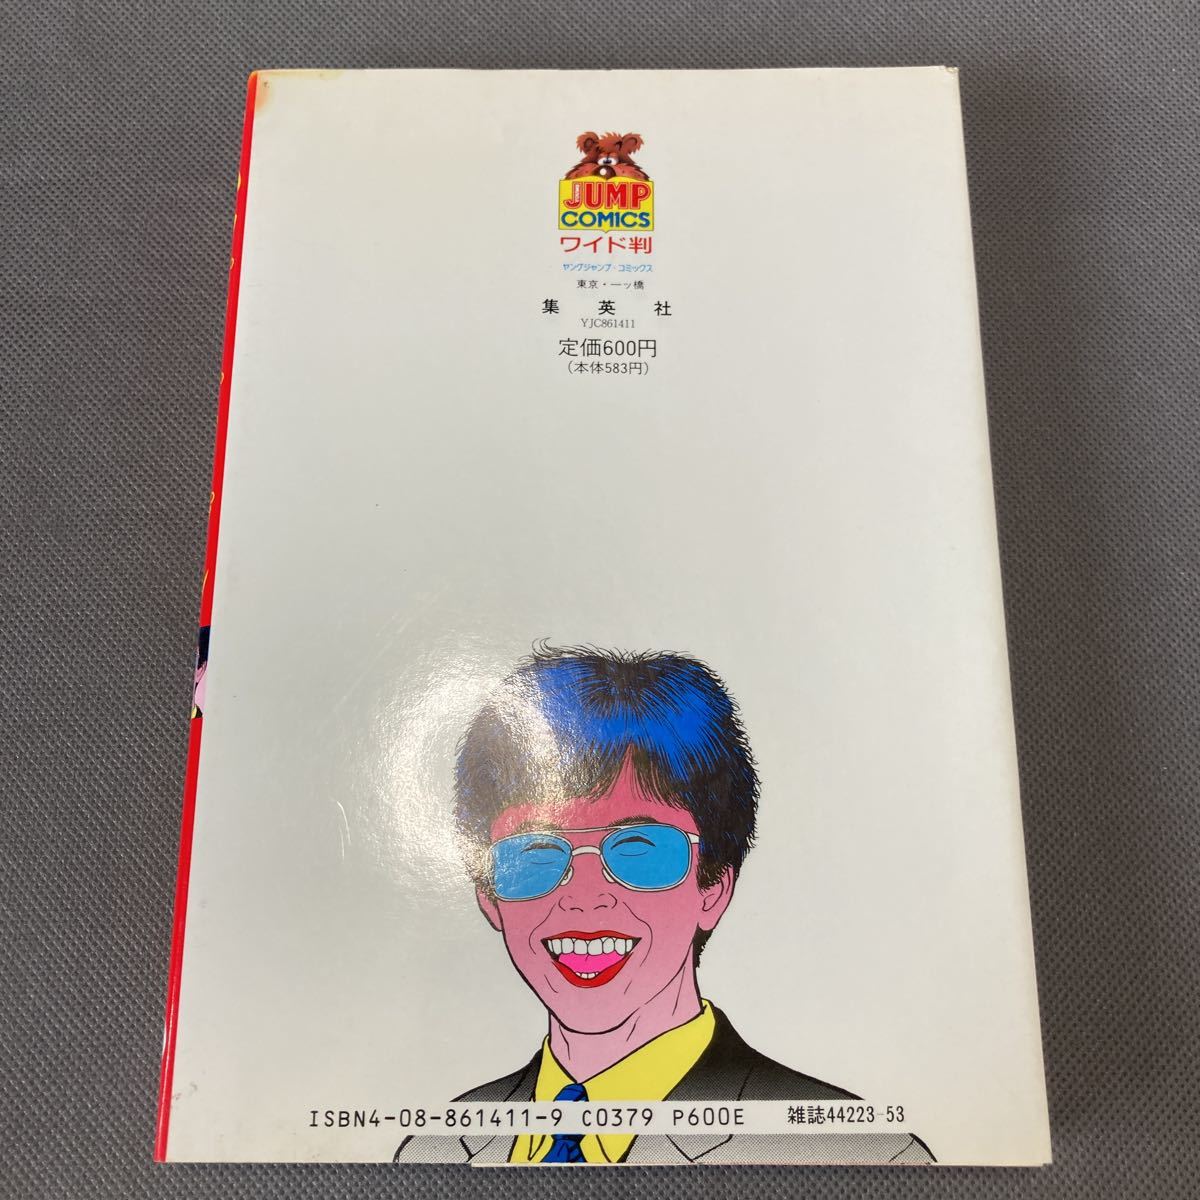 JUMP
COMICS
ワイド判
ヤングジャンプ・コミックス
東京・一ッ橋
集英社
YJC861411
定価600円
(本体583円)
ISBN4-08-861411-9 C0379 P600E 雑誌44223-53